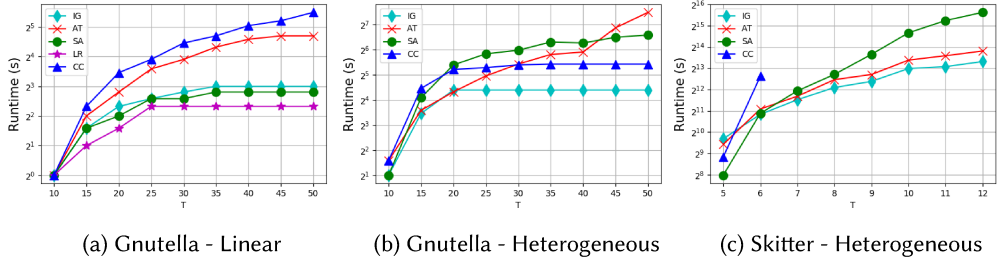 Runtime (s)
2^5
2^4
2^3
2^2
2^1
2^0
IG
AT
SA
LR
CC
10 15 20 25 30 35 40 45 50
T
(a) Gnutella - Linear
Runtime (s)
2^7
2^6
2^5
2^4
2^3
2^2
2^1
IG
AT
SA
CC
10 15 20 25 30 35 40 45 50
T
(b) Gnutella - Heterogeneous
Runtime (s)
2^16
2^15
2^14
2^13
2^12
2^11
2^10
2^9
2^8
IG
AT
SA
CC
5 6 7 8 9 10 11 12
T
(c) Skitter - Heterogeneous